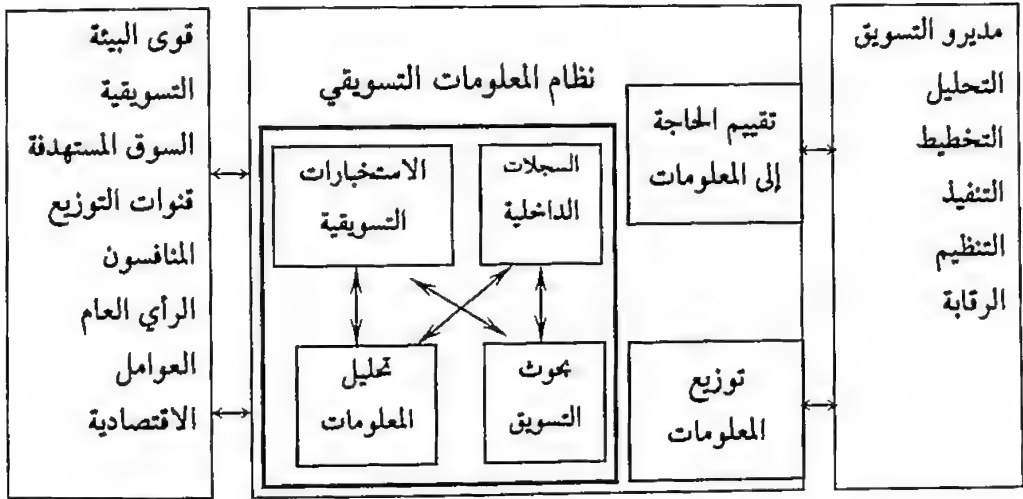 مديرو التسويق
التحليل
التخطيط
التنفيذ
التنظيم
الرقابة
نظام المعلومات التسويقي
تقييم الحاجة
إلى المعلومات
توزيع
المعلومات
السجلات
الداخلية
الاستخبارات
التسويقية
بحوث
التسويق
تحليل
المعلومات
قوى البيئة
التسويقية
السوق المستهدفة
قنوات التوزيع
المنافسون
الرأي العام
العوامل
الاقتصادية